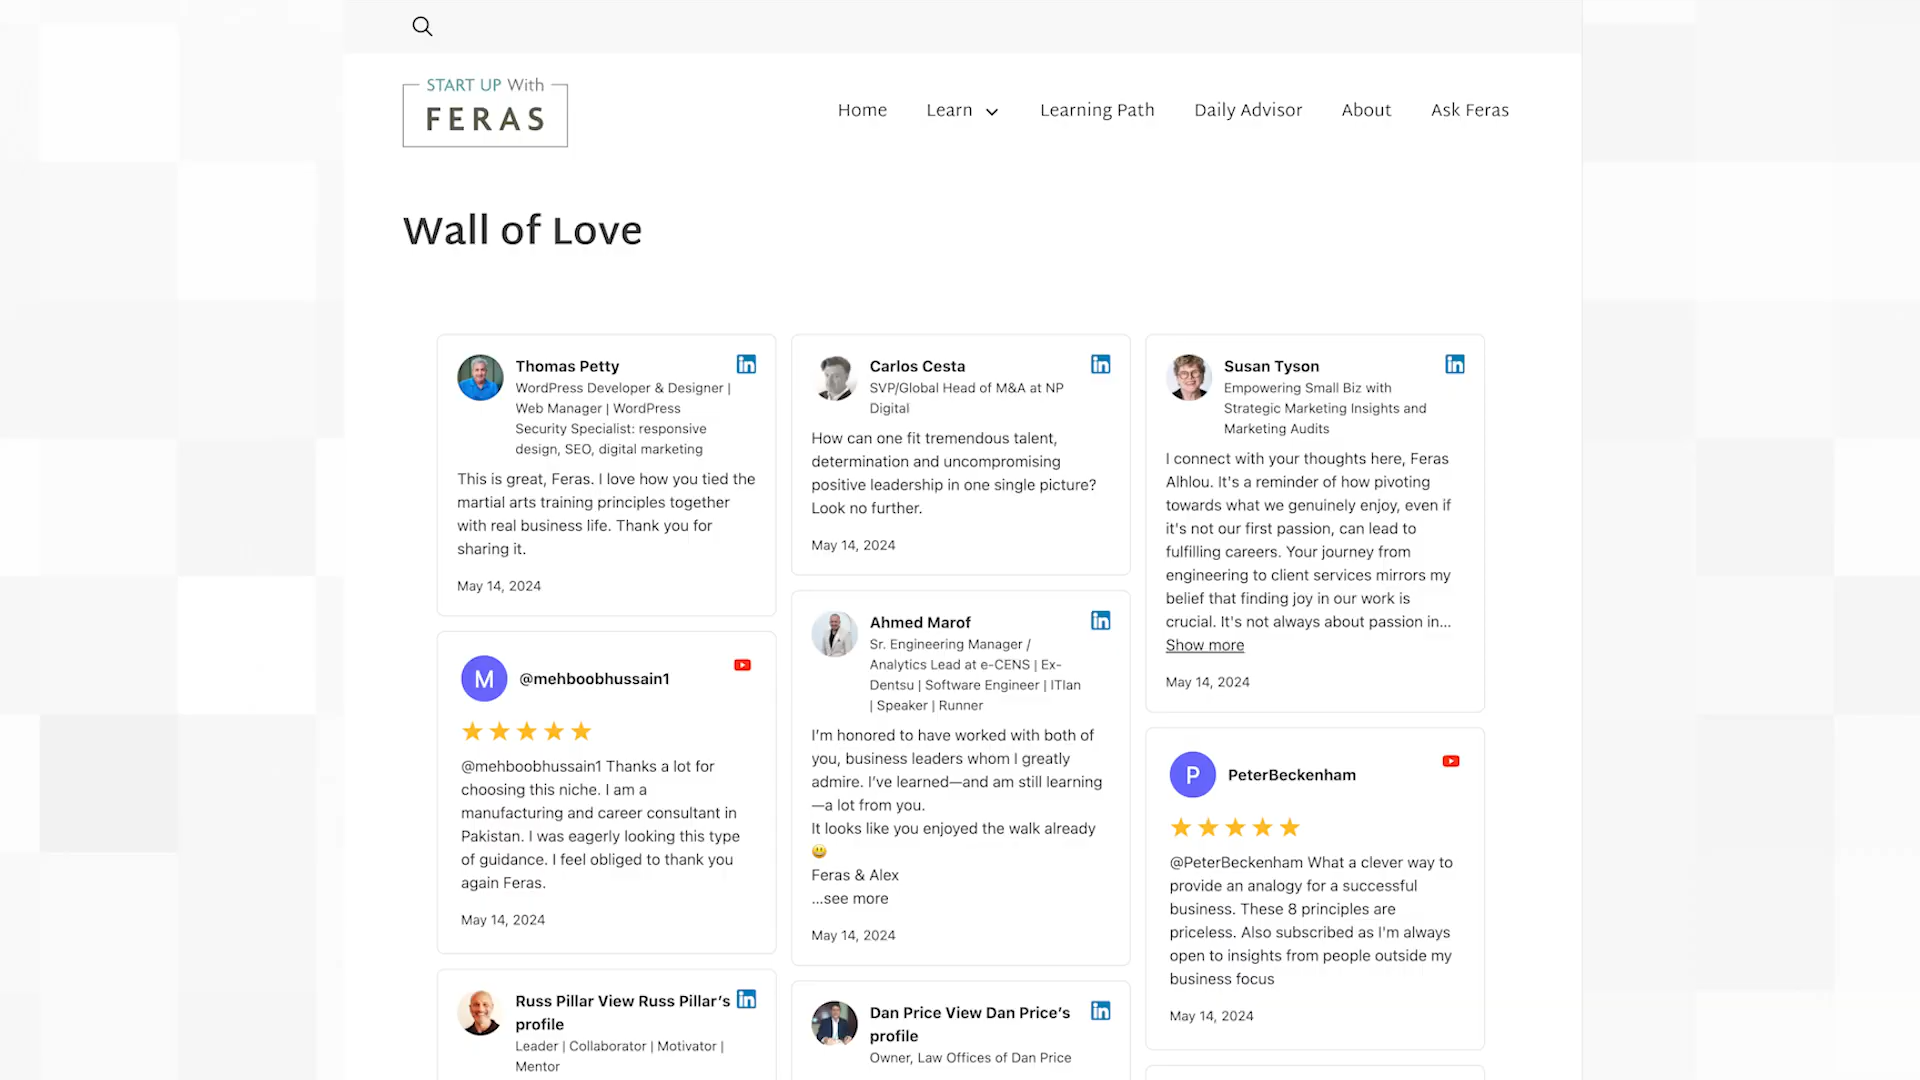 START UP With
FERAS
Home
Learn
Learning Path
Daily Advisor
About
Ask Feras
Wall of Love
Thomas Petty
WordPress Developer & Designer |
Web Manager | WordPress
Security Specialist: responsive
design, SEO, digital marketing
This is great, Feras. I love how you tied the
martial arts training principles together
with real business life. Thank you for
sharing it.
May 14, 2024
M
@mehboobhussain1
@mehboobhussain1 Thanks a lot for
choosing this niche. I am a
manufacturing and career consultant in
Pakistan. I was eagerly looking this type
of guidance. I feel obliged to thank you
again Feras.
May 14, 2024
Russ Pillar View Russ Pillar’s
profile
Leader | Collaborator | Motivator |
Mentor
Carlos Cesta
SVP/Global Head of M&A at NP
Digital
How can one fit tremendous talent,
determination and uncompromising
positive leadership in one single picture?
Look no further.
May 14, 2024
Ahmed Marof
Sr. Engineering Manager /
Analytics Lead at e-CENS | Ex-
Dentsu | Software Engineer | ITIan
| Speaker | Runner
I’m honored to have worked with both of
you, business leaders whom I greatly
admire. I’ve learned—and am still learning
—a lot from you.
It looks like you enjoyed the walk already
😃
Feras & Alex
...see more
May 14, 2024
Dan Price View Dan Price’s
profile
Owner, Law Offices of Dan Price
Susan Tyson
Empowering Small Biz with
Strategic Marketing Insights and
Marketing Audits
I connect with your thoughts here, Feras
Alhlou. It's a reminder of how pivoting
towards what we genuinely enjoy, even if
it's not our first passion, can lead to
fulfilling careers. Your journey from
engineering to client services mirrors my
belief that finding joy in our work is
crucial. It's not always about passion in...
Show more
May 14, 2024
P
PeterBeckenham
@PeterBeckenham What a clever way to
provide an analogy for a successful
business. These 8 principles are
priceless. Also subscribed as I'm always
open to insights from people outside my
business focus
May 14, 2024